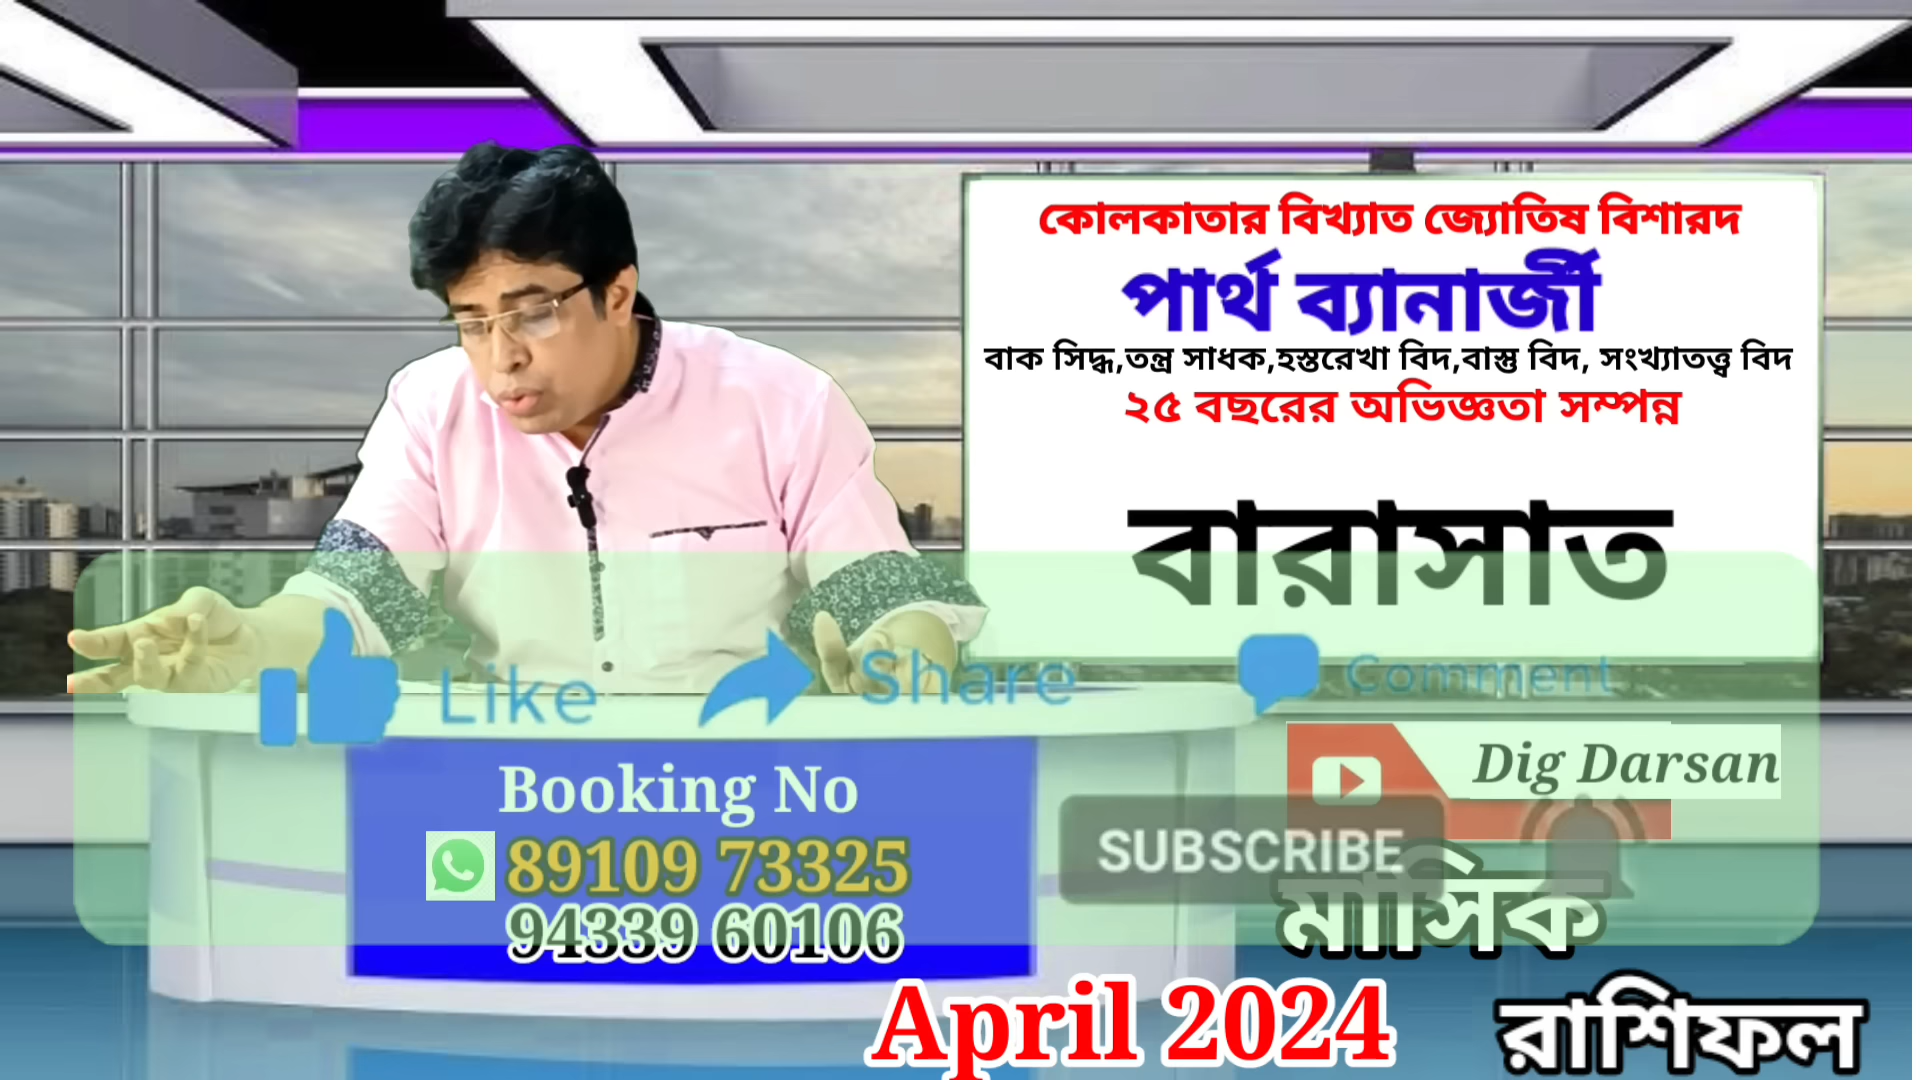 কোলকাতার বিখ্যাত জ্যোতিষ বিশারদ
পার্থ ব্যানার্জী
বাক সিদ্ধ,তন্ত্র সাধক,হস্তরেখা বিদ,বাস্তু বিদ, সংখ্যাতত্ত্ব বিদ
২৫ বছরের অভিজ্ঞতা সম্পন্ন
বারাসাত
Like
Share
Comment
Dig Darsan
Booking No
89109 73325
94339 60106
SUBSCRIBE
মাসিক
April 2024
রাশিফল